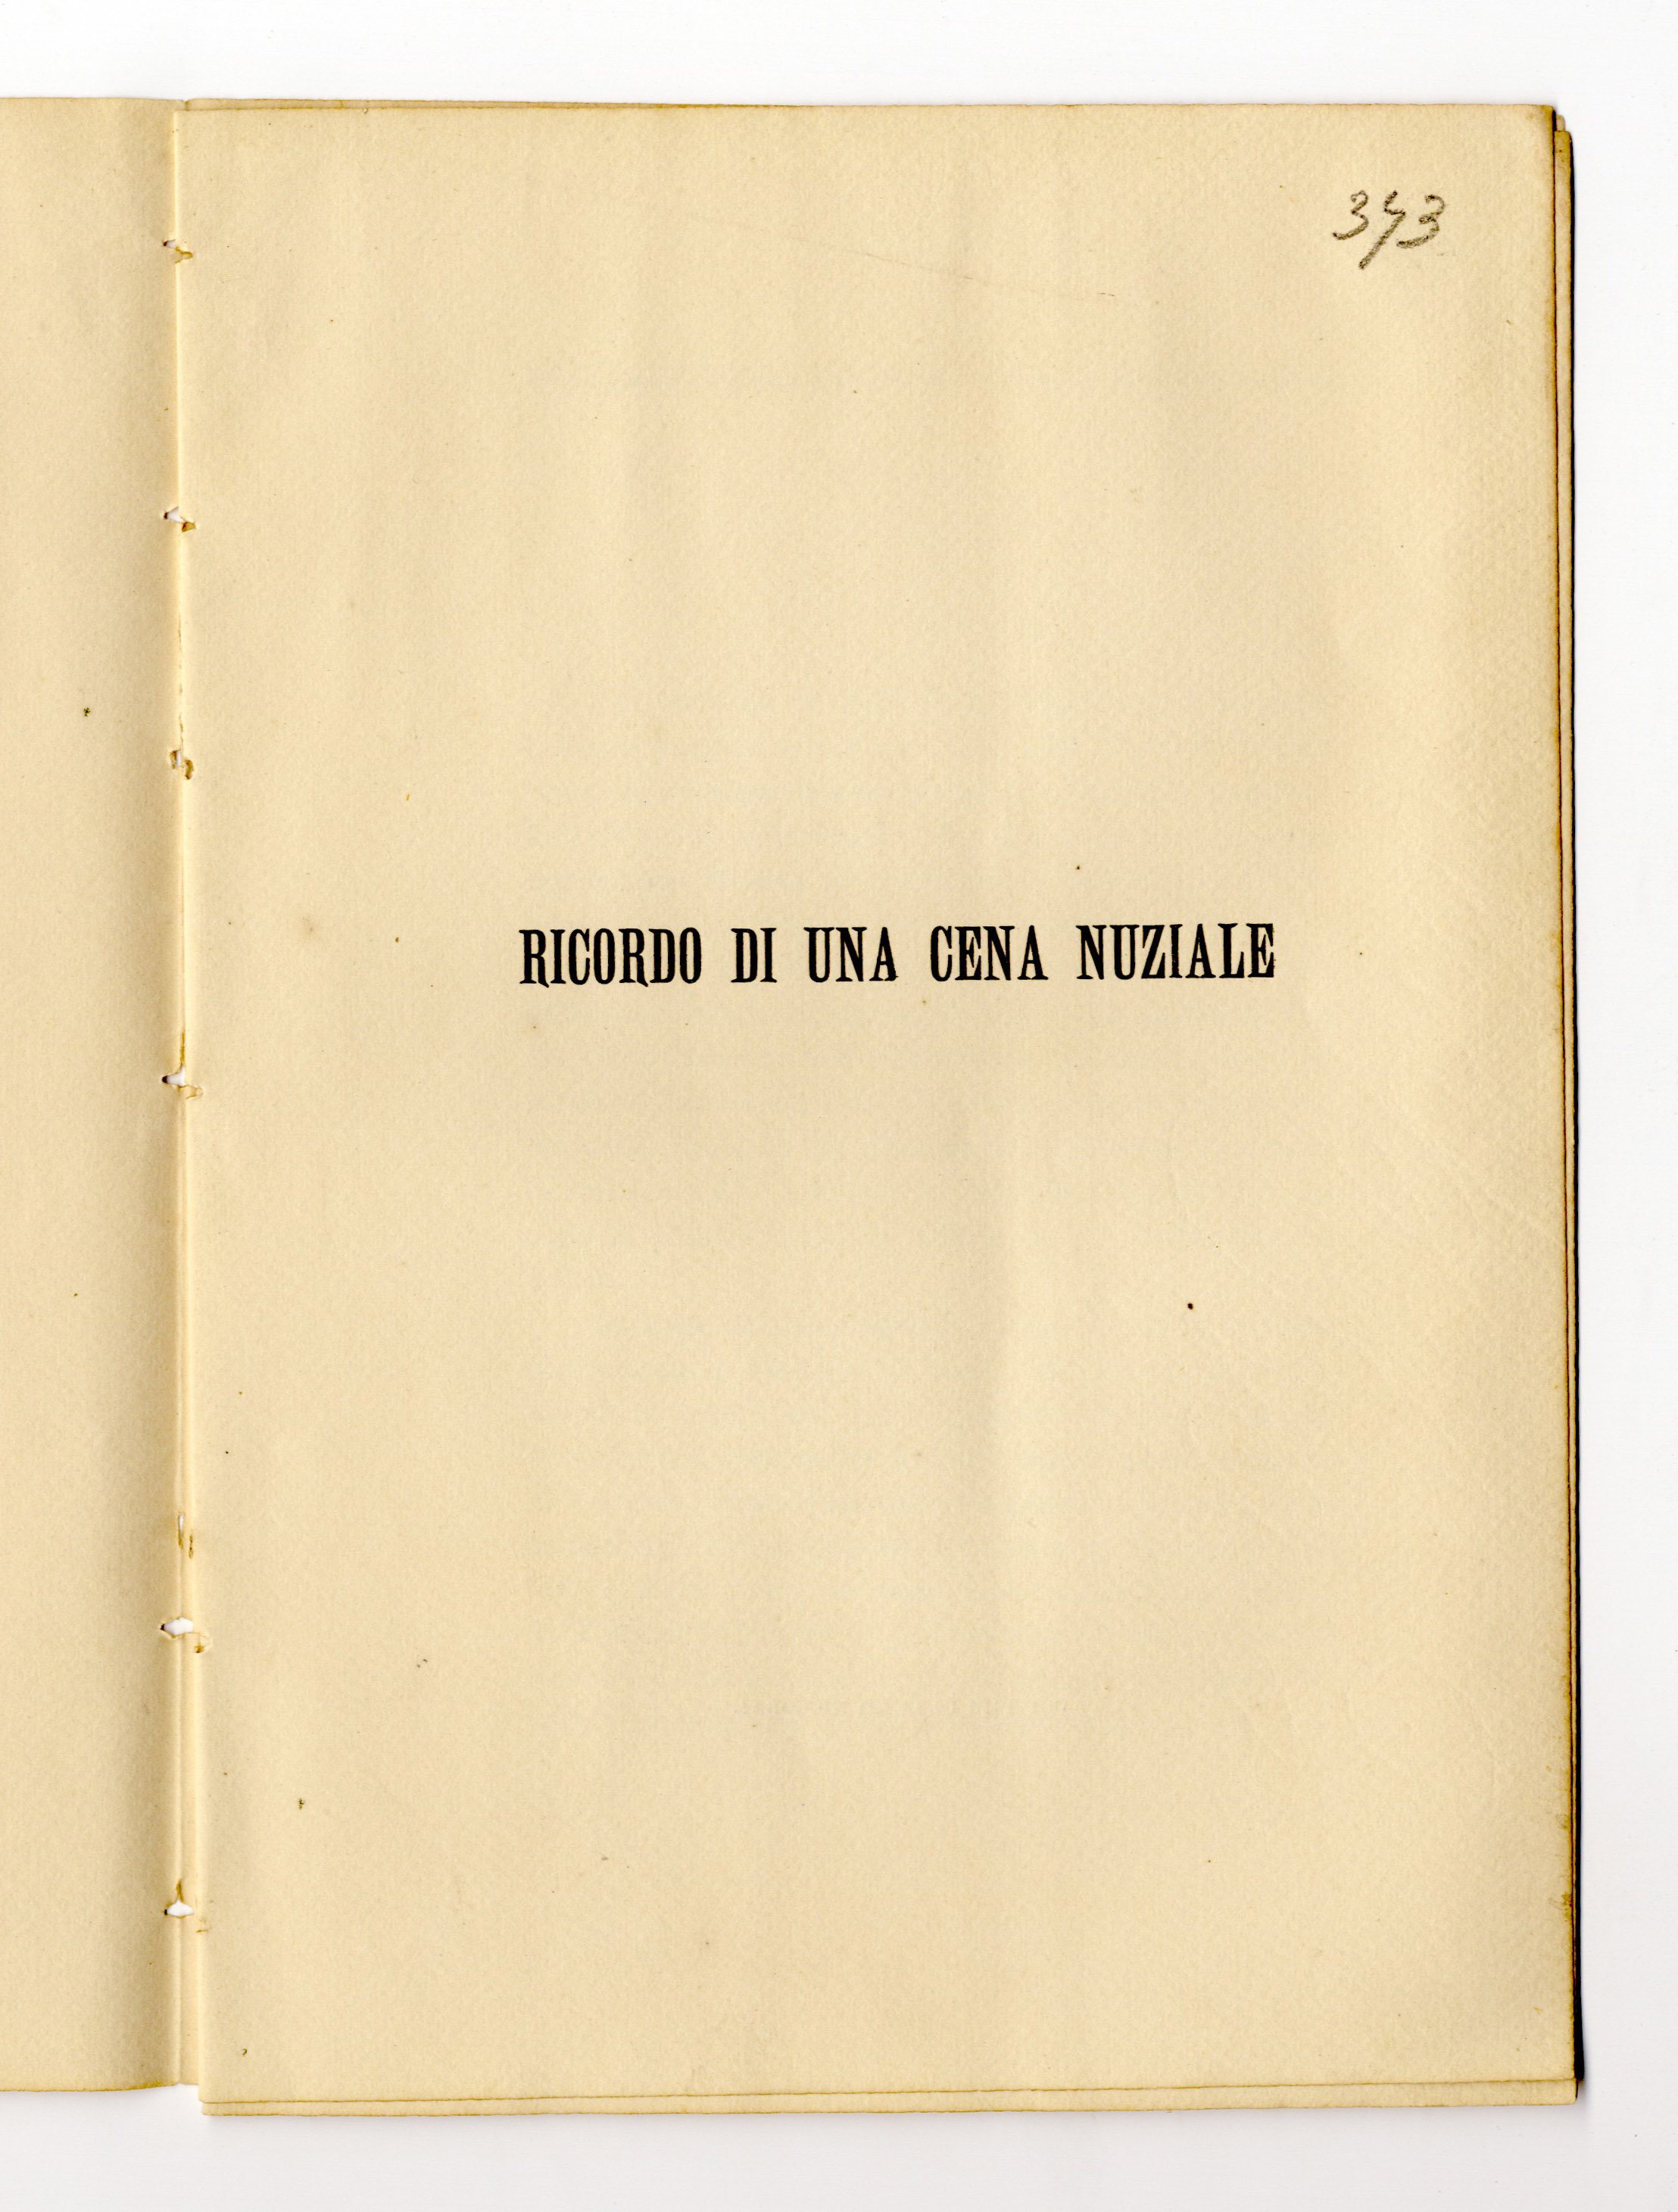 343
RICORDO DI UNA CENA NUZIALE